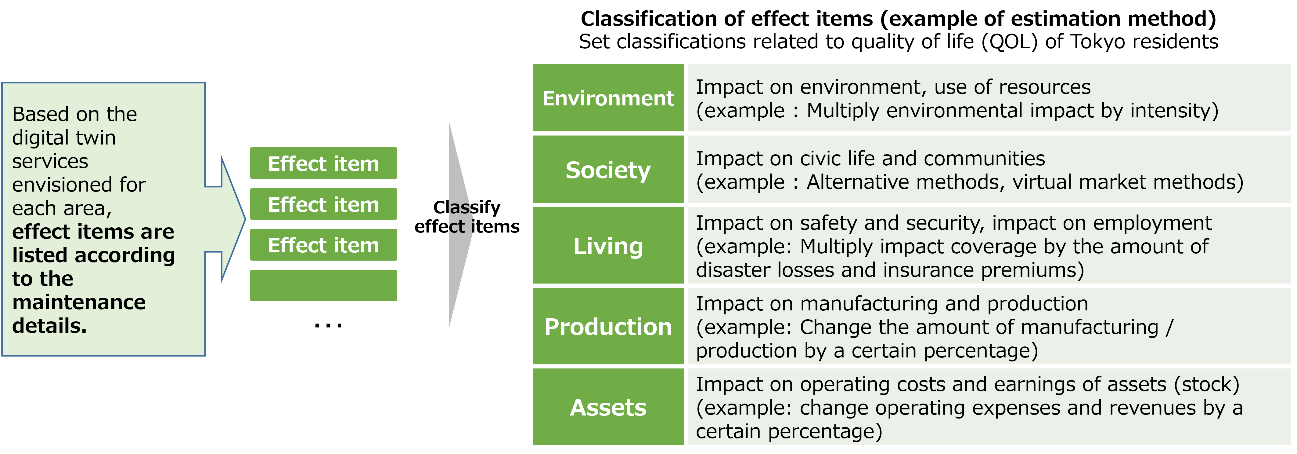 Classification of effect items (example of estimation method)
Set classifications related to quality of life (QOL) of Tokyo residents
Based on the
digital twin
services
envisioned for
each area,
effect items are
listed according
to the
maintenance
details.
Effect item
Effect item
Effect item
...
Classify
effect items
Environment
Impact on environment, use of resources
(example : Multiply environmental impact by intensity)
Society
Impact on civic life and communities
(example : Alternative methods, virtual market methods)
Living
Impact on safety and security, impact on employment
(example: Multiply impact coverage by the amount of
disaster losses and insurance premiums)
Production
Impact on manufacturing and production
(example: Change the amount of manufacturing /
production by a certain percentage)
Assets
Impact on operating costs and earnings of assets (stock)
(example: change operating expenses and revenues by a
certain percentage)